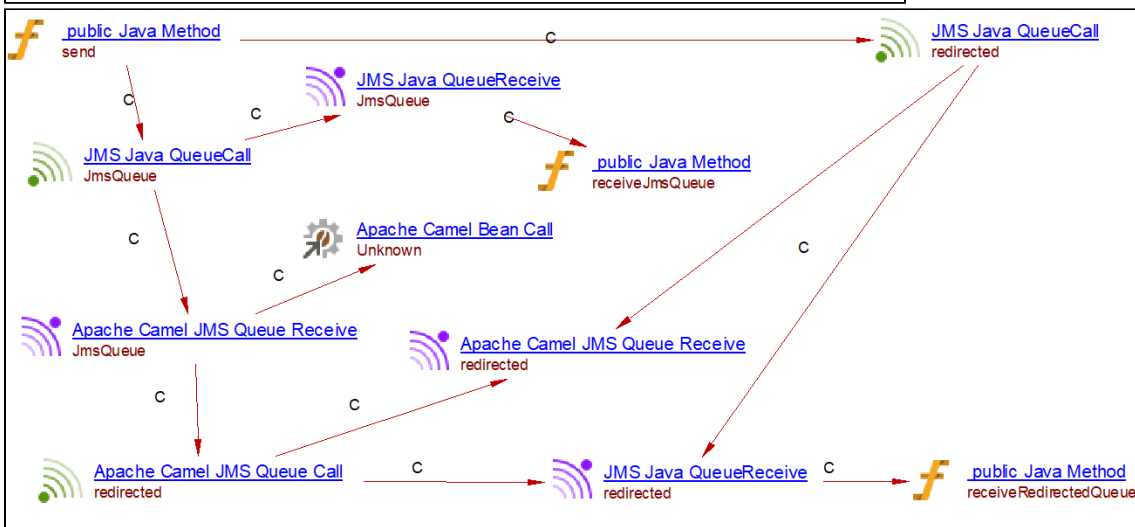 public Java Method
send
C
JMS Java QueueCall
redirected
JMS Java QueueReceive
JmsQueue
C
C
C
JMS Java QueueCall
JmsQueue
public Java Method
receiveJmsQueue
Apache Camel Bean Call
Unknown
C
C
C
Apache Camel JMS Queue Receive
JmsQueue
Apache Camel JMS Queue Receive
redirected
C
C
Apache Camel JMS Queue Call
redirected
C
JMS Java QueueReceive
redirected
C
public Java Method
receiveRedirectedQueue